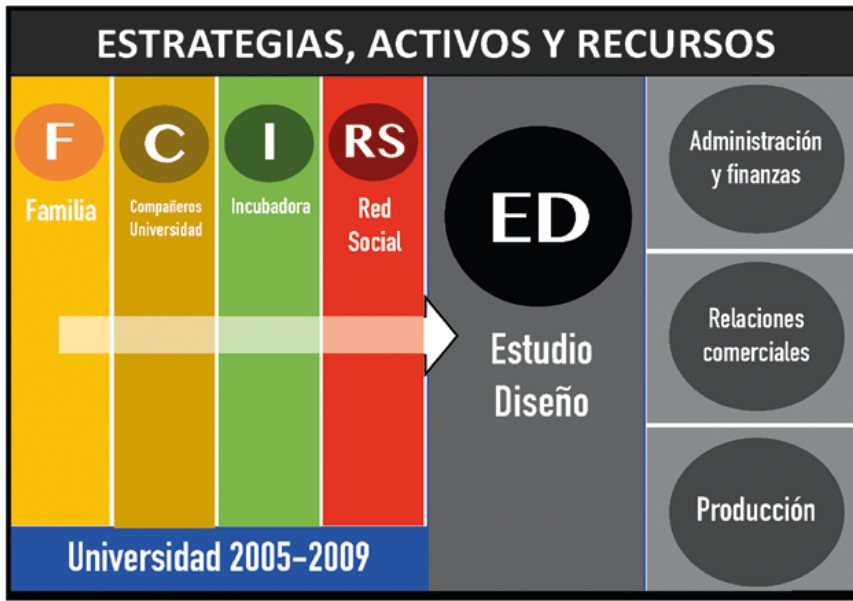 ESTRATEGIAS, ACTIVOS Y RECURSOS
F
Familia
C
Compañeros
Universidad
I
Incubadora
RS
Red
Social
Universidad 2005-2009
ED
Estudio
Diseño
Administración
y finanzas
Relaciones
comerciales
Producción